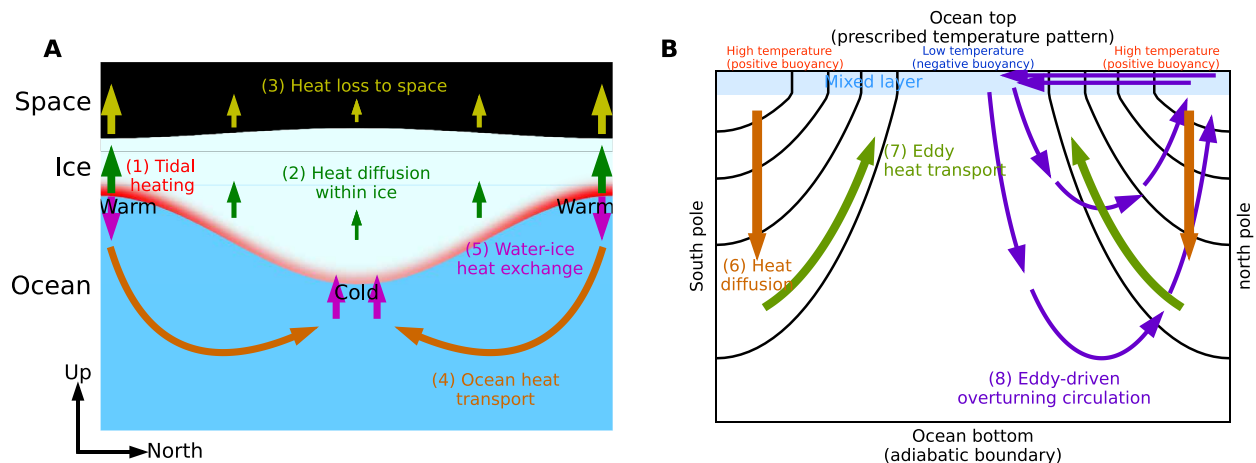 A
Space
Ice
Ocean
Up
North
(3) Heat loss to space
(1) Tidal
heating
(2) Heat diffusion
within ice
Warm
Warm
(5) Water-ice
heat exchange
Cold
(4) Ocean heat
transport
B
Ocean top
(prescribed temperature pattern)
High temperature
(positive buoyancy)
Low temperature
(negative buoyancy)
High temperature
(positive buoyancy)
Mixed layer
(7) Eddy
heat transport
South pole
north pole
(6) Heat
diffusion
(8) Eddy-driven
overturning circulation
Ocean bottom
(adiabatic boundary)